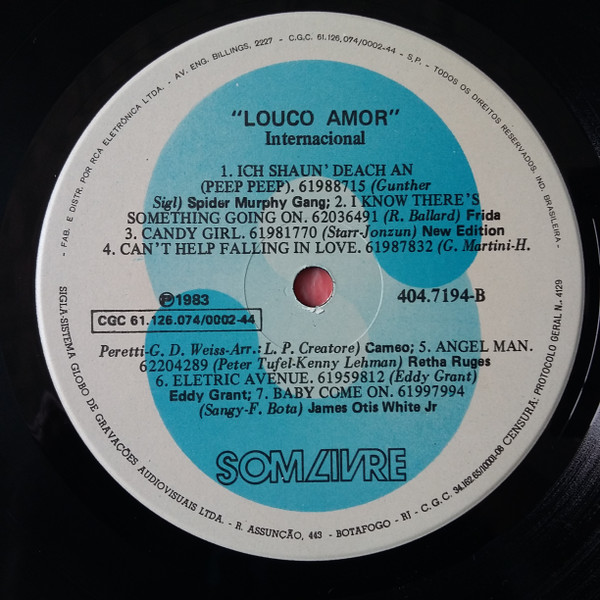 - FAB. E DISTR. POR RCA ELETRÔNICA LTDA. - AV. ENG. BILLINGS, 2227 - C.G.C. 61.126.074/0002-44 - S.P. - TODOS OS DIREITOS RESERVADOS. IND. BRASILEIRA -
"LOUCO AMOR"
Internacional
1. ICH SHAUN' DEACH AN
(PEEP PEEP). 61988715 (Gunther
Sigl) Spider Murphy Gang; 2. I KNOW THERE'S
SOMETHING GOING ON. 62036491 (R. Ballard) Frida
3. CANDY GIRL. 61981770 (Starr-Jonzun) New Edition
4. CAN'T HELP FALLING IN LOVE. 61987832 (G. Martini-H.
Ⓟ1983
404.7194-B
CGC 61.126.074/0002-44
Peretti-G. D. Weiss-Arr.: L. P. Creatore) Cameo; 5. ANGEL MAN.
62204289 (Peter Tufel-Kenny Lehman) Retha Ruges
6. ELETRIC AVENUE. 61959812 (Eddy Grant)
Eddy Grant; 7. BABY COME ON. 61997994
(Sangy-F. Bota) James Otis White Jr
SOM LIVRE
SIGLA-SISTEMA GLOBO DE GRAVAÇÕES AUDIOVISUAIS LTDA. - R. ASSUNÇÃO, 443 - BOTAFOGO - RJ - C.G.C. 34.162.651/0001-08 CENSURA: PROTOCOLO GERAL N. 4129